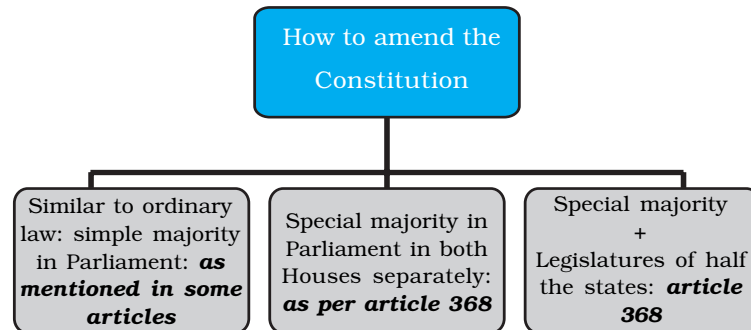 How to amend the
Constitution
Similar to ordinary
law: simple majority
in Parliament: as
mentioned in some
articles
Special majority in
Parliament in both
Houses separately:
as per article 368
Special majority
+
Legislatures of half
the states: article
368